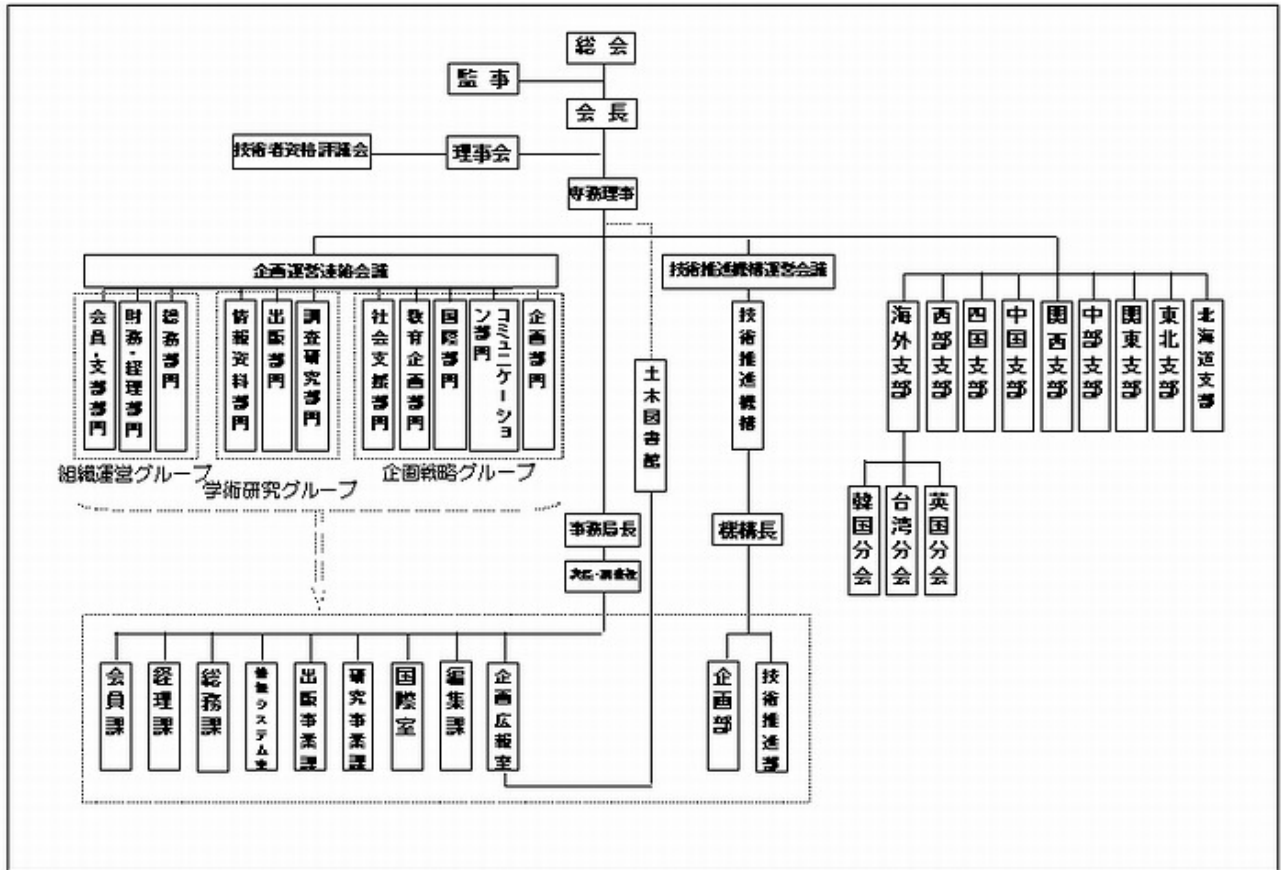 総会
監事
会長
技術者資格評議会
理事会
専務理事
企画運営連絡会議
技術推進機構運営会議
会員・支部部門
財務・経理部門
総務部門
情報資料部門
出版部門
調査研究部門
社会支援部門
教育企画部門
国際部門
コミュニケーション部門
企画部門
土木図書館
技術推進機構
海外支部
西部支部
四国支部
中国支部
関西支部
中部支部
関東支部
東北支部
北海道支部
組織運営グループ
学術研究グループ
企画戦略グループ
韓国分会
台湾分会
英国分会
事務局長
機構長
会員課
経理課
総務課
情報システム室
出版事業課
研究事業課
国際室
編集課
企画広報室
企画部
技術推進部